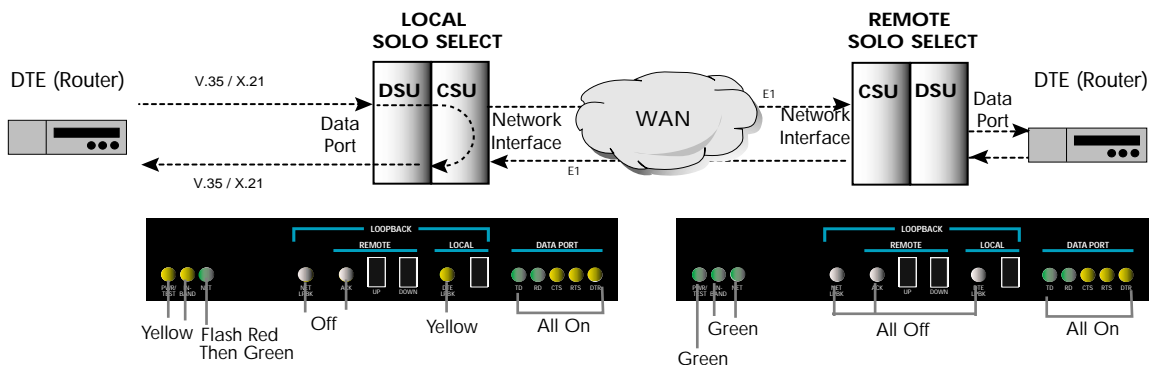 LOCAL
SOLO SELECT
REMOTE
SOLO SELECT
DTE (Router)
V.35 / X.21
DSU
CSU
Data
Port
Network
Interface
V.35 / X.21
WAN
E1
E1
Network
Interface
CSU
DSU
Data
Port
DTE (Router)
LOOPBACK
REMOTE
LOCAL
DATA PORT
PWR/
TEST
IN-
BAND
NET
NET
LPBK
ACK
UP
DOWN
DTE
LPBK
TD
RD
CTS
RTS
DTR
Yellow
Flash Red
Then Green
Off
Yellow
All On
LOOPBACK
REMOTE
LOCAL
DATA PORT
PWR/
TEST
IN-
BAND
NET
NET
LPBK
ACK
UP
DOWN
DTE
LPBK
TD
RD
CTS
RTS
DTR
Green
Green
All Off
All On